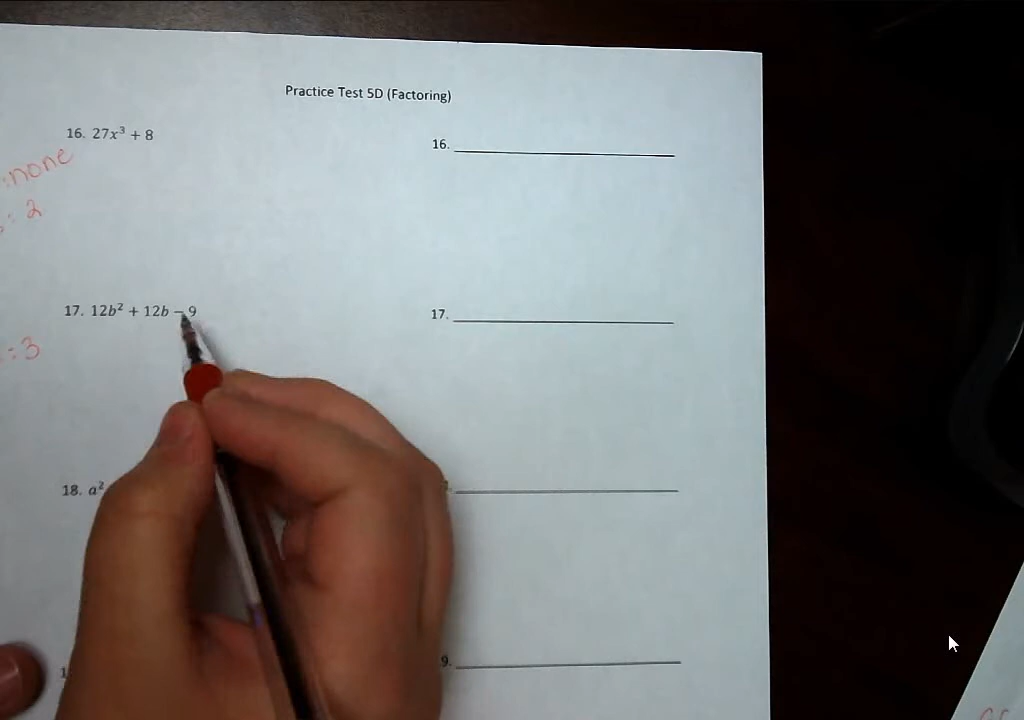 Practice Test 5D (Factoring)
16. 27x³ + 8
16.
:none
: 2
17. 12b² + 12b − 9
17.
: 3
18. a²
9.
1